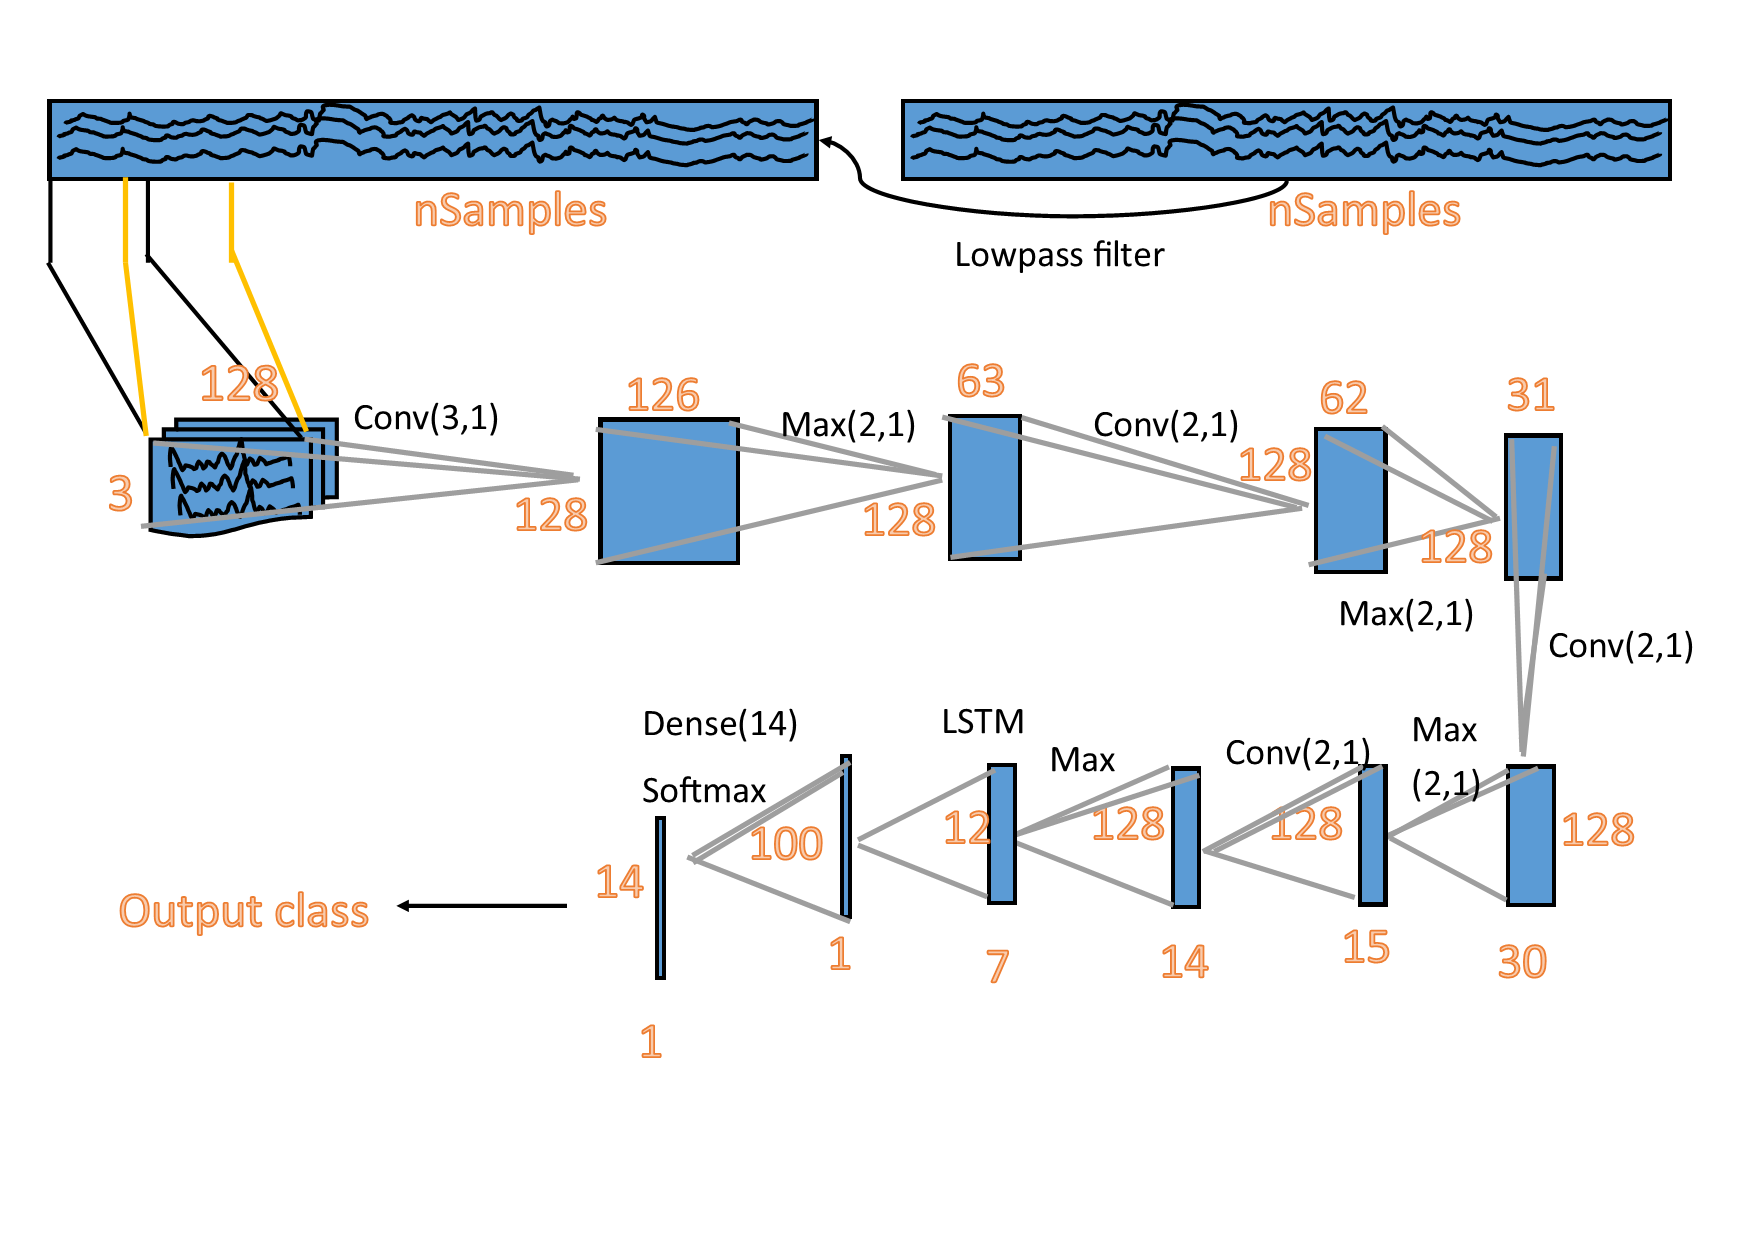 nSamples
nSamples
Lowpass filter
128
3
Conv(3,1)
126
128
Max(2,1)
63
128
Conv(2,1)
62
128
Max(2,1)
31
128
Conv(2,1)
Max
(2,1)
128
30
Conv(2,1)
128
15
Max
128
14
LSTM
12
7
Dense(14)
Softmax
100
1
14
1
Output class